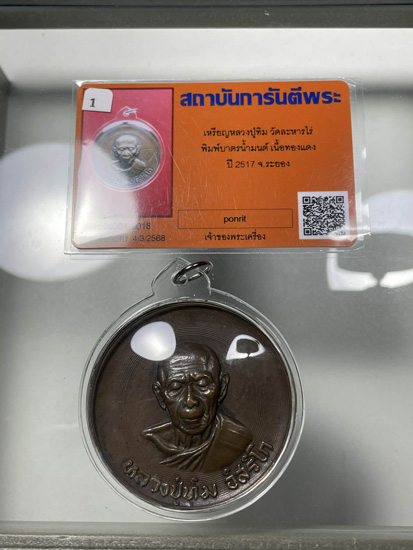 1
สถาบันการันตีพระ
เหรียญหลวงปู่ทิม วัดละหารไร่
พิมพ์บาตรน้ำมนต์ เนื้อทองแดง
ปี 2517 จ.ระยอง
ponrit
4/3/2568
เจ้าของพระเครื่อง
หลวงปู่ทิม อิสริโก